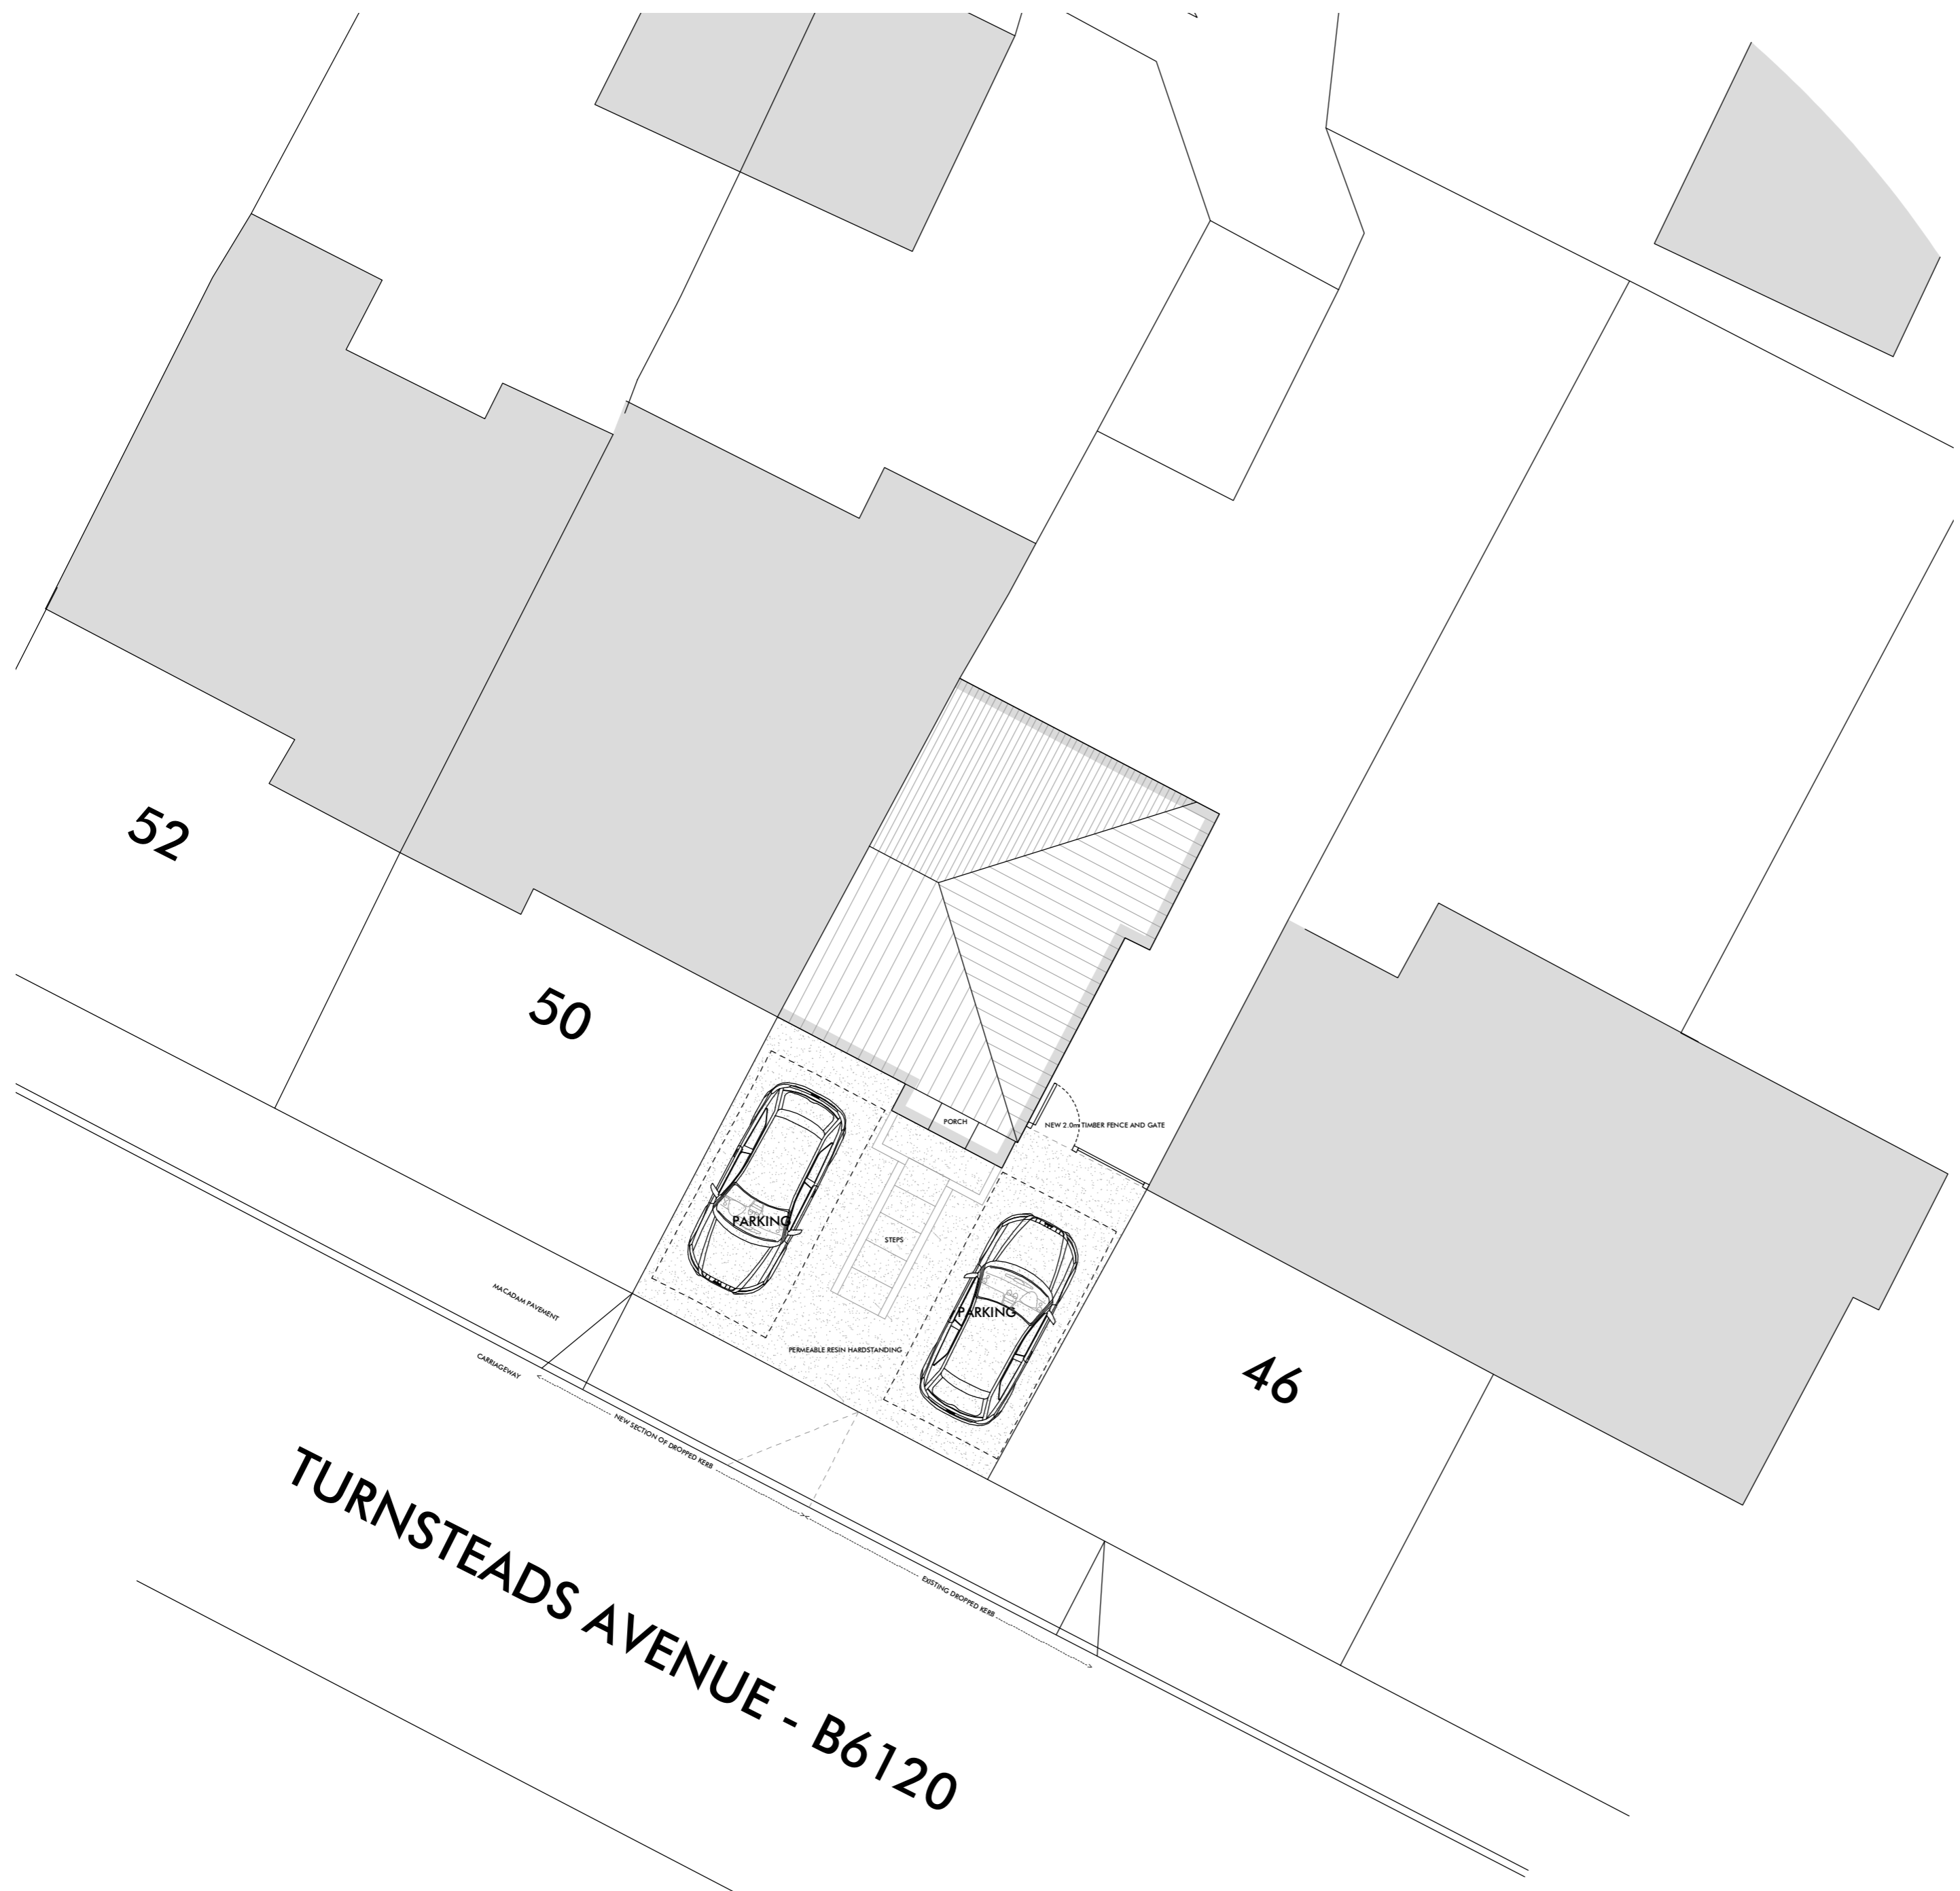 52
50
PORCH
NEW 2.0m TIMBER FENCE AND GATE
PARKING
STEPS
PARKING
MACADAM PAVEMENT
PERMEABLE RESIN HARDSTANDING
CARRIAGEWAY
46
NEW SECTION OF DROPPED KERB
EXISTING DROPPED KERB
TURNSTEADS AVENUE - B6120